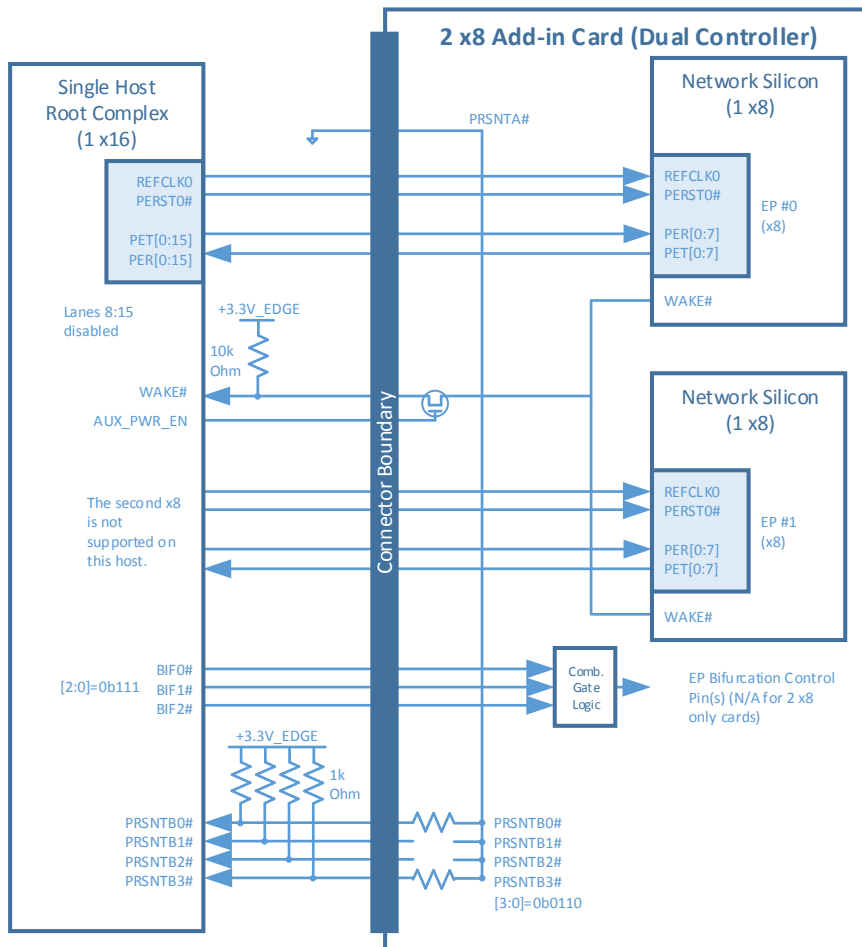 2 x8 Add-in Card (Dual Controller)
Single Host
Root Complex
(1 x16)
Network Silicon
(1 x8)
PRSNTA#
REFCLK0
PERST0#
PET[0:15]
PER[0:15]
REFCLK0
PERST0#
PER[0:7]
PET[0:7]
EP #0
(x8)
WAKE#
Lanes 8:15
disabled
+3.3V_EDGE
10k
Ohm
WAKE#
AUX_PWR_EN
Connector Boundary
Network Silicon
(1 x8)
The second x8
is not
supported on
this host.
REFCLK0
PERST0#
PER[0:7]
PET[0:7]
EP #1
(x8)
WAKE#
[2:0]=0b111
BIF0#
BIF1#
BIF2#
Comb.
Gate
Logic
EP Bifurcation Control
Pin(s) (N/A for 2 x8
only cards)
+3.3V_EDGE
1k
Ohm
PRSNTB0#
PRSNTB1#
PRSNTB2#
PRSNTB3#
PRSNTB0#
PRSNTB1#
PRSNTB2#
PRSNTB3#
[3:0]=0b0110